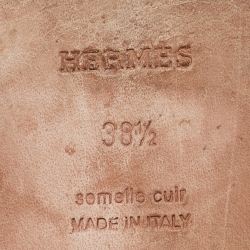 HERMES
38½
semelle cuir
MADE IN ITALY